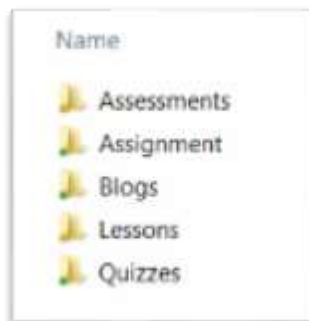 Name
Assessments
Assignment
Blogs
Lessons
Quizzes